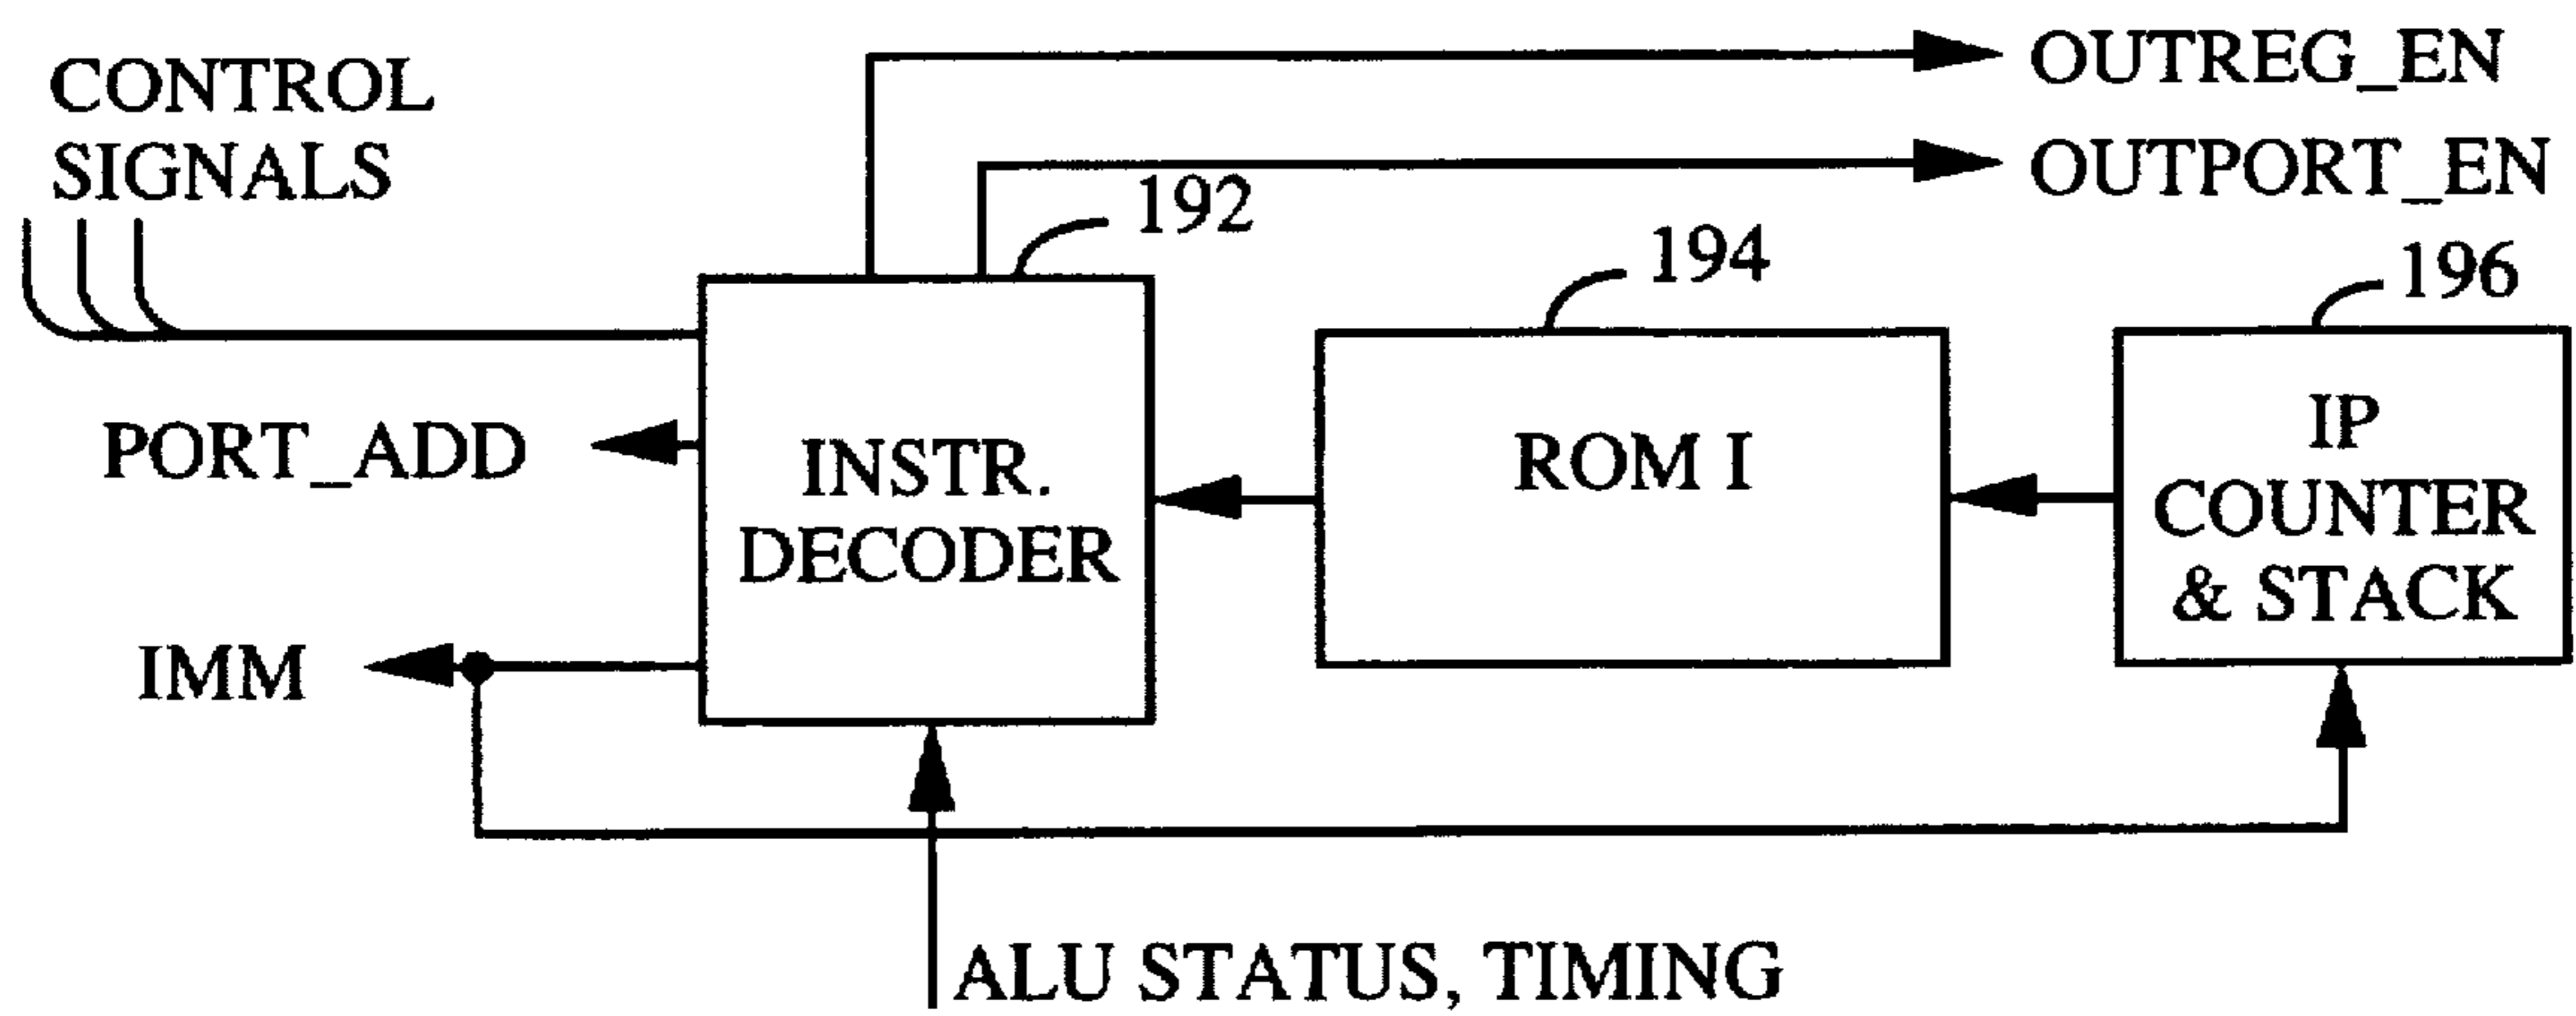 CONTROL
SIGNALS
OUTREG_EN
OUTPORT_EN
192
194
196
PORT_ADD
INSTR.
DECODER
ROM I
IP
COUNTER
& STACK
IMM
ALU STATUS, TIMING